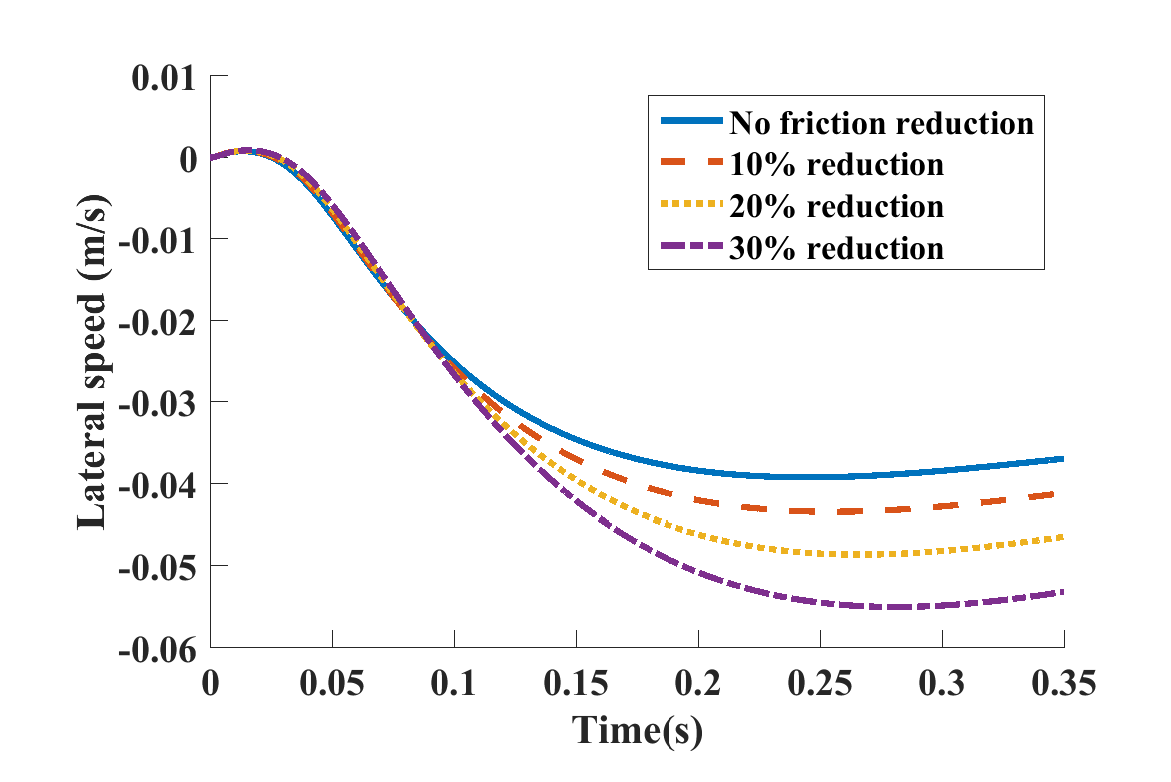 0.01
0
-0.01
-0.02
-0.03
-0.04
-0.05
-0.06
Lateral speed (m/s)
No friction reduction
10% reduction
20% reduction
30% reduction
0 0.05 0.1 0.15 0.2 0.25 0.3 0.35
Time(s)